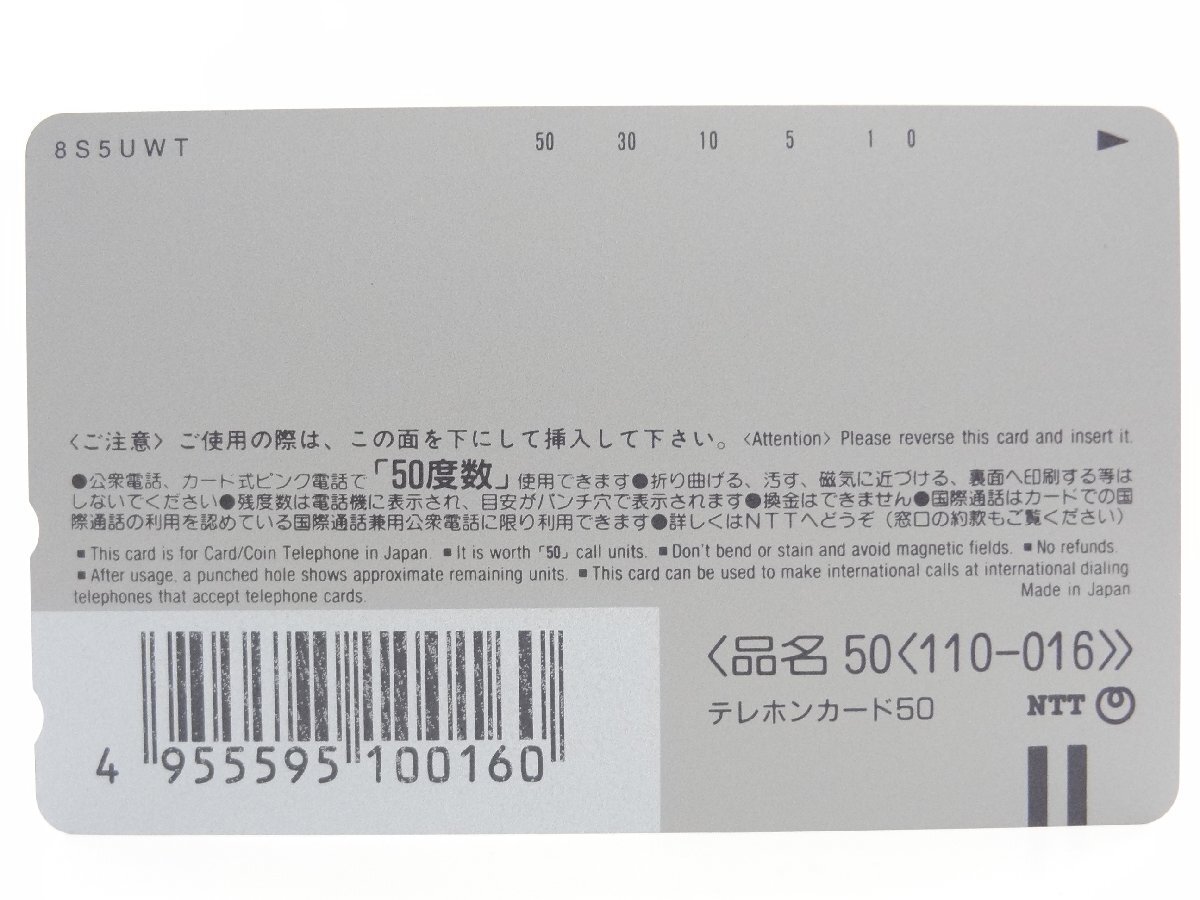 8S5UWT 50 30 10 5 1 0 ▶
〈ご注意〉ご使用の際は、この面を下にして挿入して下さい。〈Attention〉Please reverse this card and insert it.
●公衆電話、カード式ピンク電話で「50度数」使用できます●折り曲げる、汚す、磁気に近づける、裏面へ印刷する等は
しないでください●残度数は電話機に表示され、目安がパンチ穴で表示されます●換金はできません●国際通話はカードでの国
際通話の利用を認めている国際通話兼用公衆電話に限り利用できます●詳しくはNTTへどうぞ（窓口の約款もご覧ください）
■This card is for Card/Coin Telephone in Japan. ■It is worth「50」call units. ■Don't bend or stain and avoid magnetic fields. ■No refunds.
■After usage, a punched hole shows approximate remaining units. ■This card can be used to make international calls at international dialing
telephones that accept telephone cards. Made in Japan
〈品名 50〈110-016〉〉
テレホンカード50 NTT
4 955595 100160